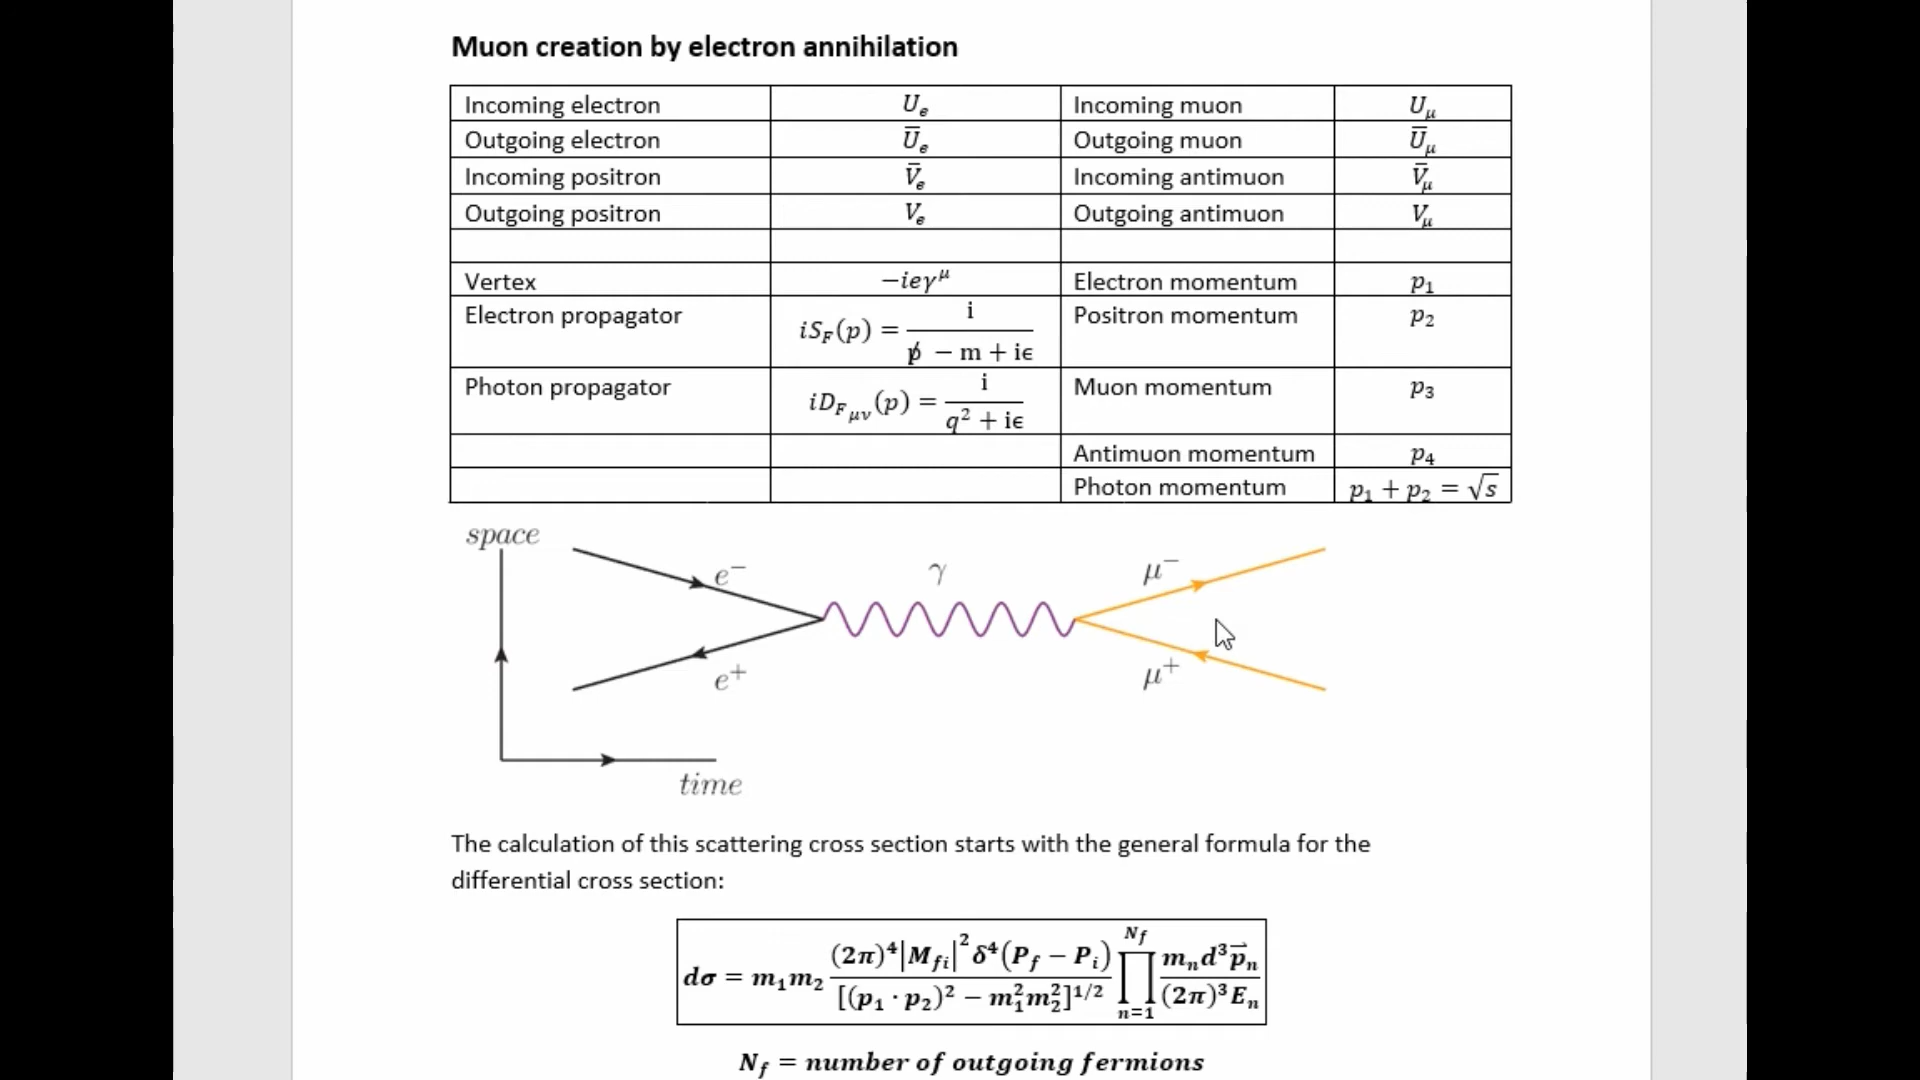 Muon creation by electron annihilation
Incoming electron U_e Incoming muon U_μ
Outgoing electron Ū_e Outgoing muon Ū_μ
Incoming positron V̄_e Incoming antimuon V̄_μ
Outgoing positron V_e Outgoing antimuon V_μ
Vertex −ieγ^μ Electron momentum p₁
Electron propagator iS_F(p) = i / (p̸ − m + iϵ) Positron momentum p₂
Photon propagator iD_{F μν}(p) = i / (q² + iϵ) Muon momentum p₃
Antimuon momentum p₄
Photon momentum p₁ + p₂ = √s
space
e⁻ γ μ⁻
e⁺ μ⁺
time
The calculation of this scattering cross section starts with the general formula for the
differential cross section:
dσ = m₁m₂ (2π)⁴|M_{fi}|² δ⁴(P_f − P_i) / [(p₁ · p₂)² − m₁²m₂²]^{1/2} ∏_{n=1}^{N_f} m_n d³p⃗_n / (2π)³E_n
N_f = number of outgoing fermions